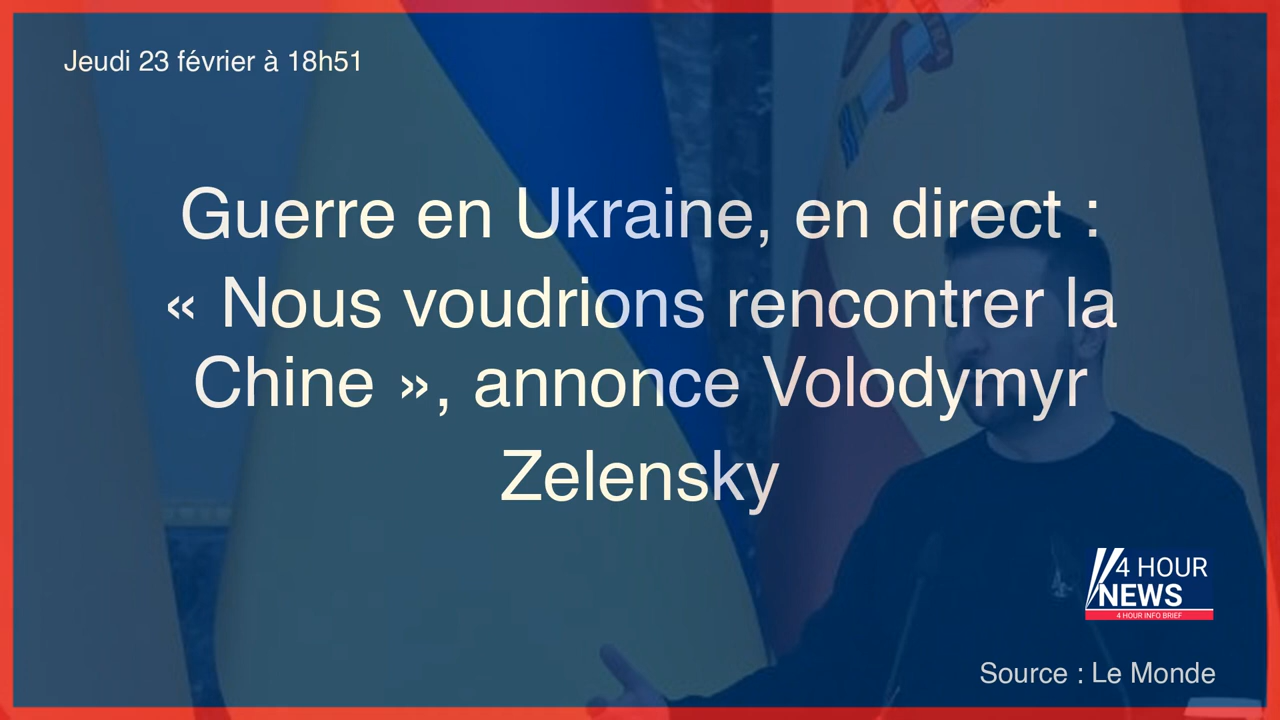 Jeudi 23 février à 18h51
Guerre en Ukraine, en direct :
« Nous voudrions rencontrer la
Chine », annonce Volodymyr
Zelensky
4 HOUR
NEWS
4 HOUR INFO BRIEF
Source : Le Monde